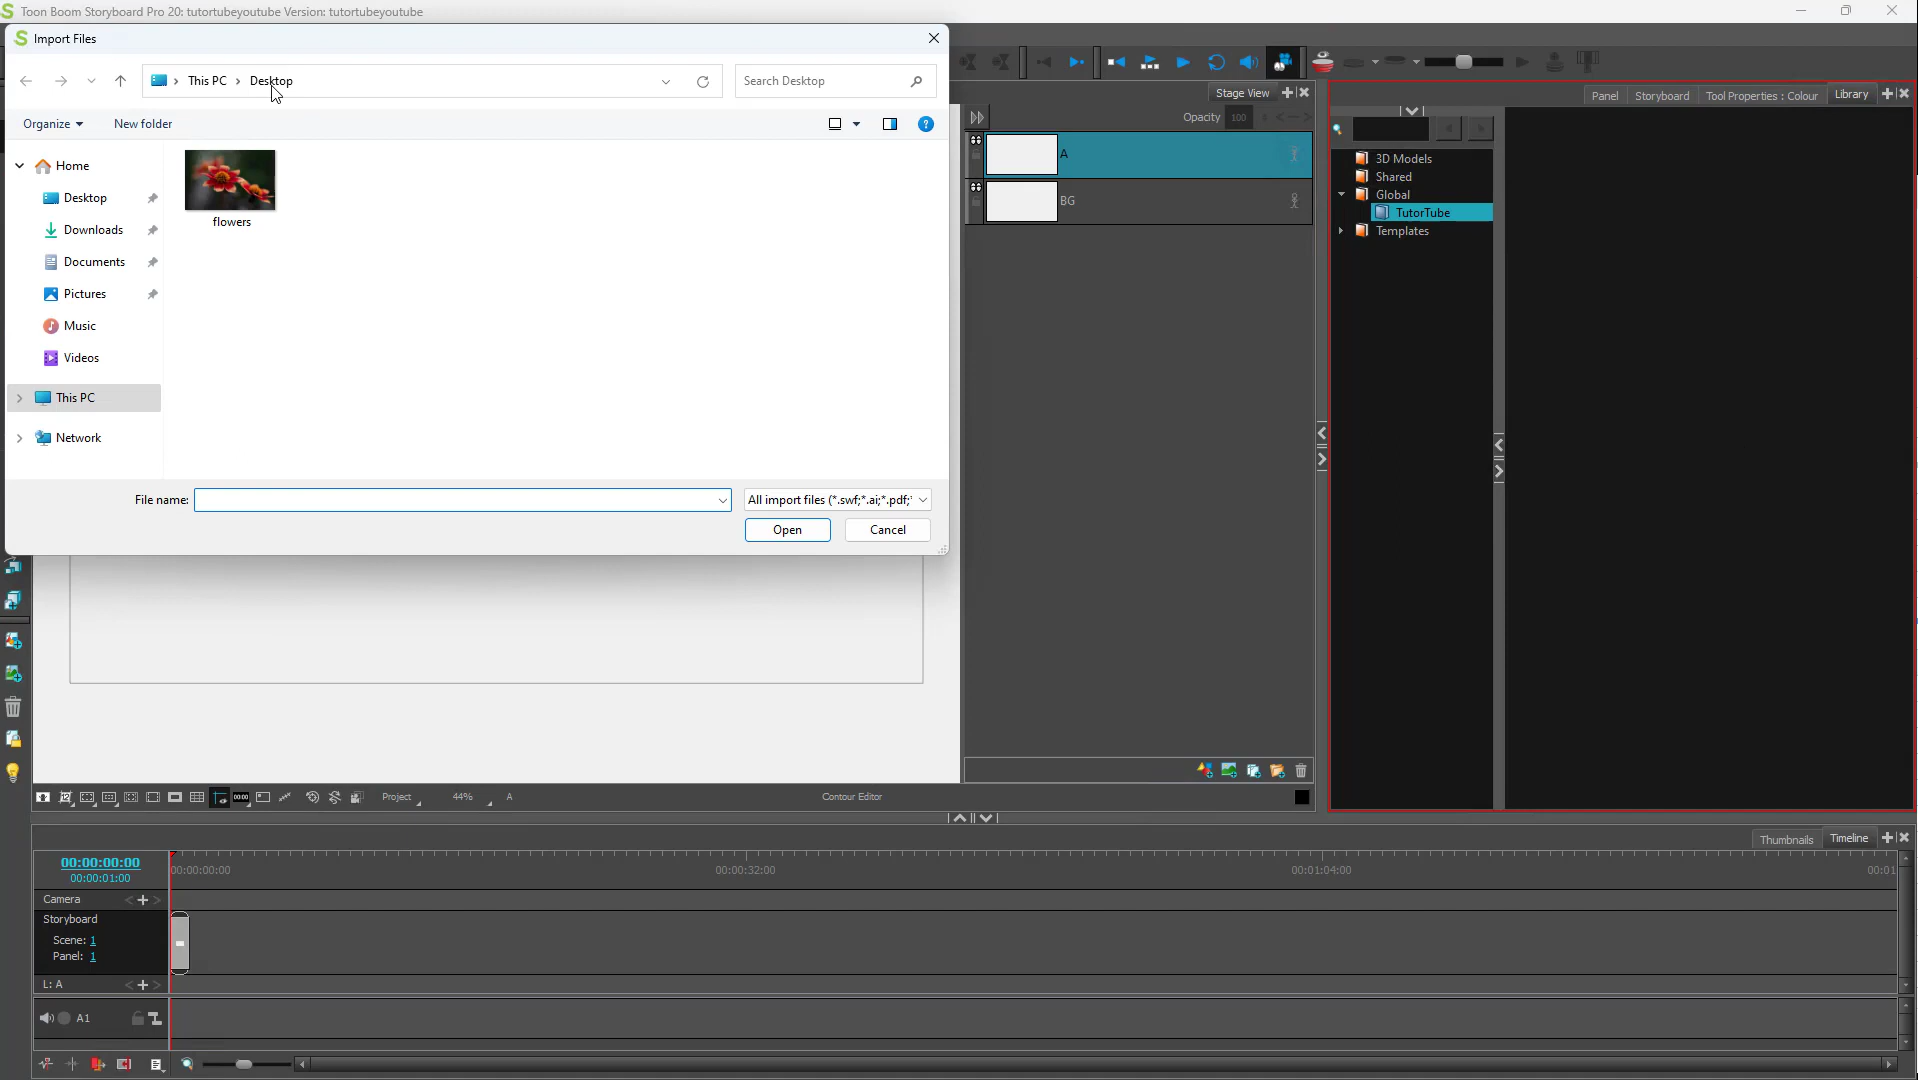 Toon Boom Storyboard Pro 20: tutortubeyoutube Version: tutortubeyoutube
Import Files
This PC
Desktop
Search Desktop
Organize
New folder
Home
Desktop
Downloads
Documents
Pictures
Music
Videos
This PC
Network
flowers
File name:
All import files (*.swf;*.ai;*.pdf;*
Open
Cancel
Stage View
Opacity
100
A
BG
Panel
Storyboard
Tool Properties : Colour
Library
3D Models
Shared
Global
TutorTube
Templates
Project
44%
A
Contour Editor
Thumbnails
Timeline
00:00:00:00
00:00:01:00
00:00:00:00
00:00:32:00
00:01:04:00
00:01
Camera
Storyboard
Scene: 1
Panel: 1
L: A
A1